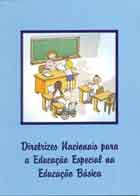 Diretrizes Nacionais para
a Educação Especial na
Educação Básica